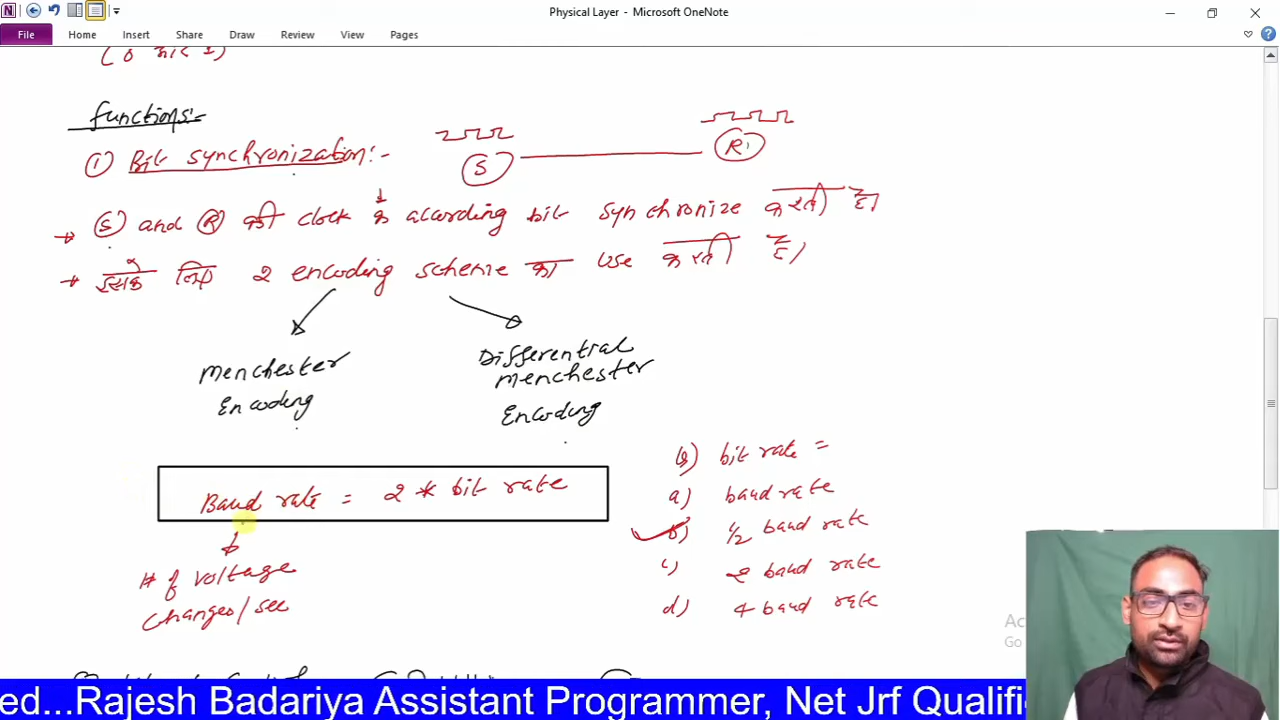 Physical Layer - Microsoft OneNote
File Home Insert Share Draw Review View Pages
functions:-
① Bit synchronization:-
S R
→ Ⓢ and Ⓡ की clock के acording bit synchronize करती है।
→ इसके लिए 2 encoding scheme का use करती है।
Menchester Encoding
Differential Menchester Encoding
Baud rate = 2 * bit rate
# of voltage changes/sec
Q) bit rate =
a) baud rate
b) 1/2 baud rate
c) 2 baud rate
d) 4 baud rate
ed...Rajesh Badariya Assistant Programmer, Net Jrf Qualifi